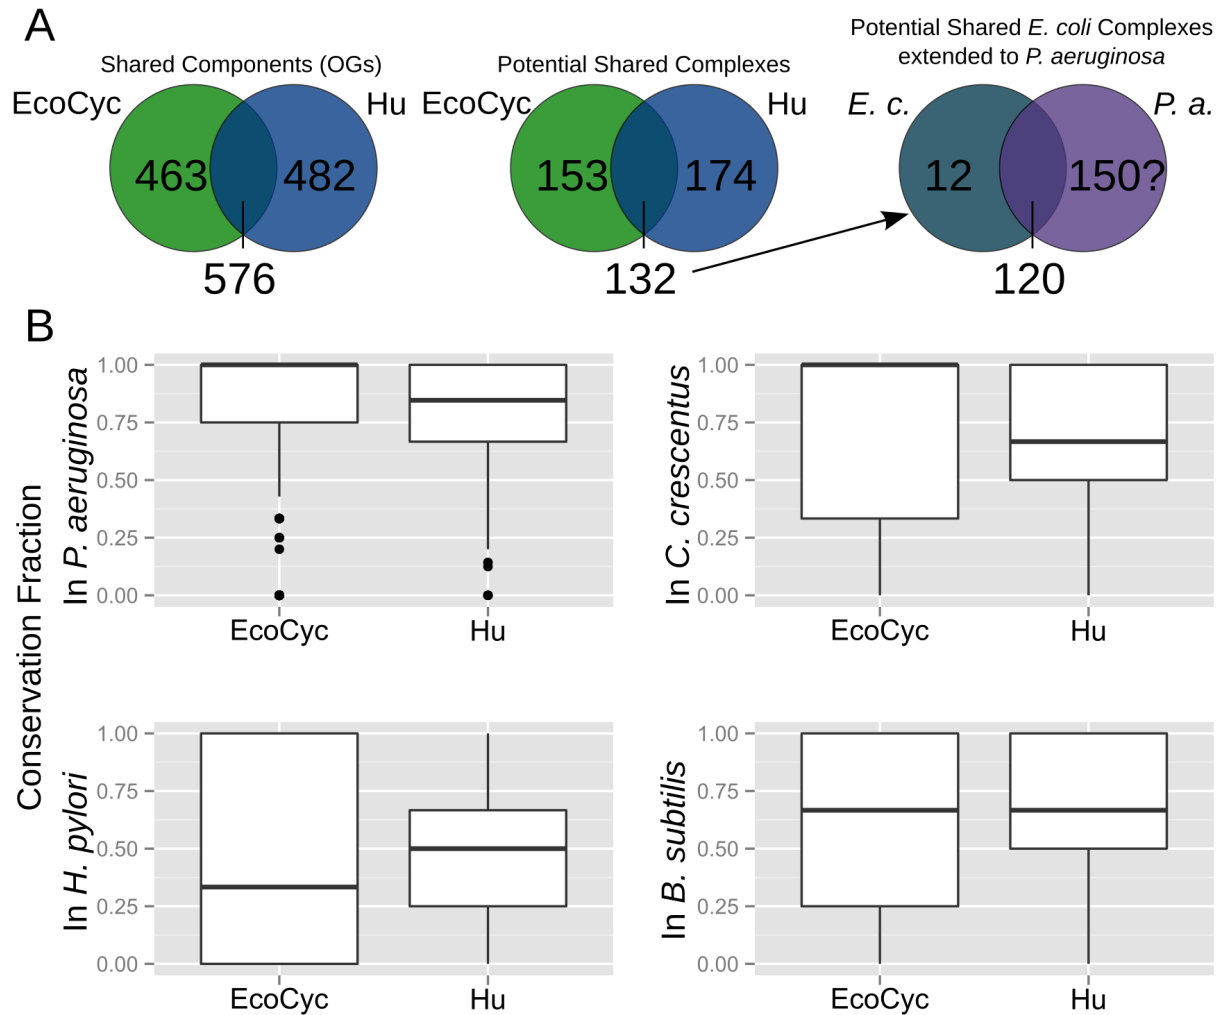 A
Shared Components (OGs)
EcoCyc
Hu
463
482
576
Potential Shared Complexes
EcoCyc
Hu
153
174
132
Potential Shared E. coli Complexes
extended to P. aeruginosa
E. c.
P. a.
12
150?
120
B
Conservation Fraction
In P. aeruginosa
1.00
0.75
0.50
0.25
0.00
EcoCyc
Hu
In C. crescentus
1.00
0.75
0.50
0.25
0.00
EcoCyc
Hu
In H. pylori
1.00
0.75
0.50
0.25
0.00
EcoCyc
Hu
In B. subtilis
1.00
0.75
0.50
0.25
0.00
EcoCyc
Hu